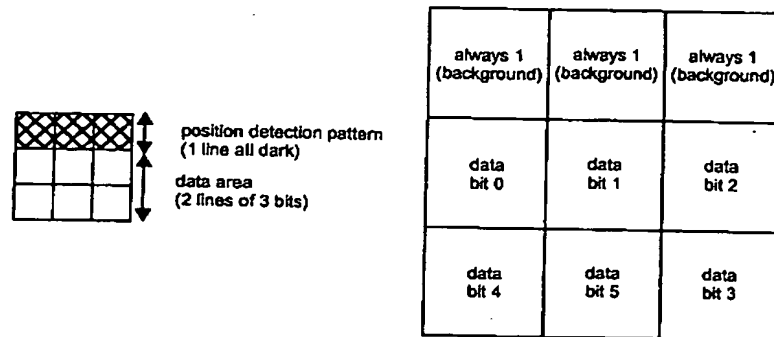 position detection pattern
(1 line all dark)
data area
(2 lines of 3 bits)
always 1
(background)
always 1
(background)
always 1
(background)
data
bit 0
data
bit 1
data
bit 2
data
bit 4
data
bit 5
data
bit 3